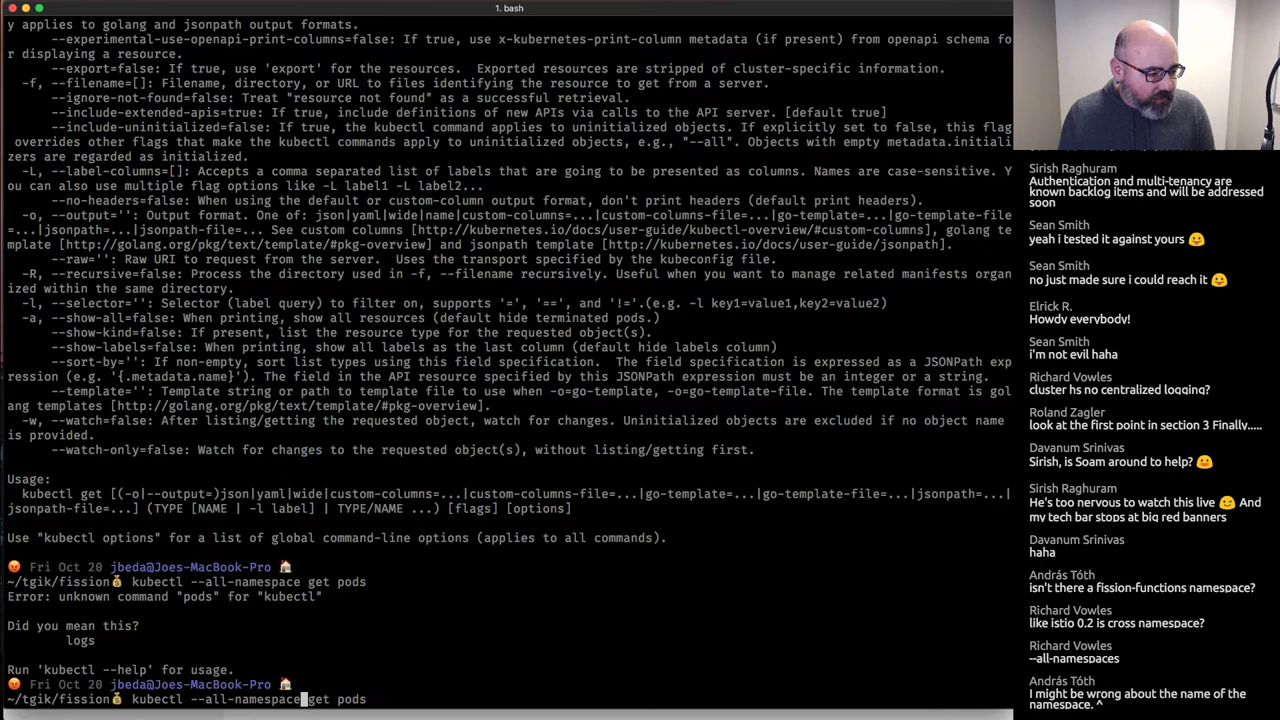 1. bash
y applies to golang and jsonpath output formats.
--experimental-use-openapi-print-columns=false: If true, use x-kubernetes-print-column metadata (if present) from openapi schema fo
r displaying a resource.
--export=false: If true, use 'export' for the resources.  Exported resources are stripped of cluster-specific information.
-f, --filename=[]: Filename, directory, or URL to files identifying the resource to get from a server.
--ignore-not-found=false: Treat "resource not found" as a successful retrieval.
--include-extended-apis=true: If true, include definitions of new APIs via calls to the API server. [default true]
--include-uninitialized=false: If true, the kubectl command applies to uninitialized objects. If explicitly set to false, this flag
overrides other flags that make the kubectl commands apply to uninitialized objects, e.g., "--all". Objects with empty metadata.initiali
zers are regarded as initialized.
-L, --label-columns=[]: Accepts a comma separated list of labels that are going to be presented as columns. Names are case-sensitive. Y
ou can also use multiple flag options like -L label1 -L label2...
--no-headers=false: When using the default or custom-column output format, don't print headers (default print headers).
-o, --output='': Output format. One of: json|yaml|wide|name|custom-columns=...|custom-columns-file=...|go-template=...|go-template-file
=...|jsonpath=...|jsonpath-file=... See custom columns [http://kubernetes.io/docs/user-guide/kubectl-overview/#custom-columns], golang te
mplate [http://golang.org/pkg/text/template/#pkg-overview] and jsonpath template [http://kubernetes.io/docs/user-guide/jsonpath].
--raw='': Raw URI to request from the server.  Uses the transport specified by the kubeconfig file.
-R, --recursive=false: Process the directory used in -f, --filename recursively. Useful when you want to manage related manifests organ
ized within the same directory.
-l, --selector='': Selector (label query) to filter on, supports '=', '==', and '!='.(e.g. -l key1=value1,key2=value2)
-a, --show-all=false: When printing, show all resources (default hide terminated pods.)
--show-kind=false: If present, list the resource type for the requested object(s).
--show-labels=false: When printing, show all labels as the last column (default hide labels column)
--sort-by='': If non-empty, sort list types using this field specification.  The field specification is expressed as a JSONPath exp
ression (e.g. '{.metadata.name}'). The field in the API resource specified by this JSONPath expression must be an integer or a string.
--template='': Template string or path to template file to use when -o=go-template, -o=go-template-file. The template format is gol
ang templates [http://golang.org/pkg/text/template/#pkg-overview].
-w, --watch=false: After listing/getting the requested object, watch for changes. Uninitialized objects are excluded if no object name
is provided.
--watch-only=false: Watch for changes to the requested object(s), without listing/getting first.
Usage:
kubectl get [(-o|--output=)json|yaml|wide|custom-columns=...|custom-columns-file=...|go-template=...|go-template-file=...|jsonpath=...|
jsonpath-file=...] (TYPE [NAME | -l label] | TYPE/NAME ...) [flags] [options]
Use "kubectl options" for a list of global command-line options (applies to all commands).
😡 Fri Oct 20 jbeda@Joes-MacBook-Pro 🏠
~/tgik/fission💰 kubectl --all-namespace get pods
Error: unknown command "pods" for "kubectl"
Did you mean this?
logs
Run 'kubectl --help' for usage.
😡 Fri Oct 20 jbeda@Joes-MacBook-Pro 🏠
~/tgik/fission💰 kubectl --all-namespace get pods
Sirish Raghuram
Authentication and multi-tenancy are
known backlog items and will be addressed
soon
Sean Smith
yeah i tested it against yours 🙂
Sean Smith
no just made sure i could reach it 🙂
Elrick R.
Howdy everybody!
Sean Smith
i'm not evil haha
Richard Vowles
cluster hs no centralized logging?
Roland Zagler
look at the first point in section 3 Finally.....
Davanum Srinivas
Sirish, is Soam around to help? 😛
Sirish Raghuram
He's too nervous to watch this live 😉 And
my tech bar stops at big red banners
Davanum Srinivas
haha
András Tóth
isn't there a fission-functions namespace?
Richard Vowles
like istio 0.2 is cross namespace?
Richard Vowles
--all-namespaces
András Tóth
I might be wrong about the name of the
namespace. ^